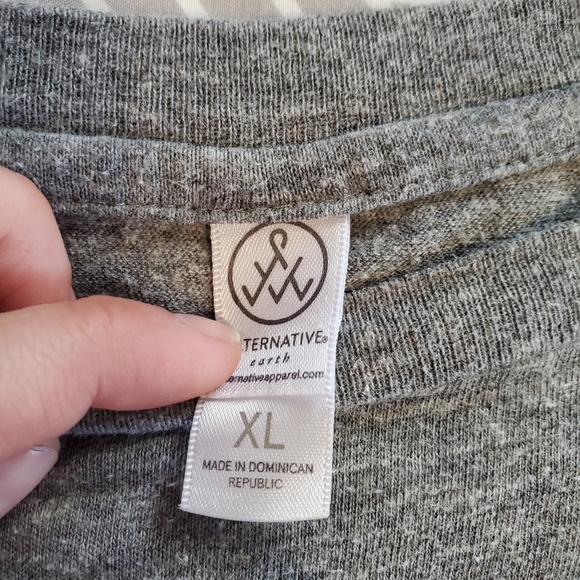 TERNATIVE®
earth
rnativeapparel.com
XL
MADE IN DOMINICAN
REPUBLIC